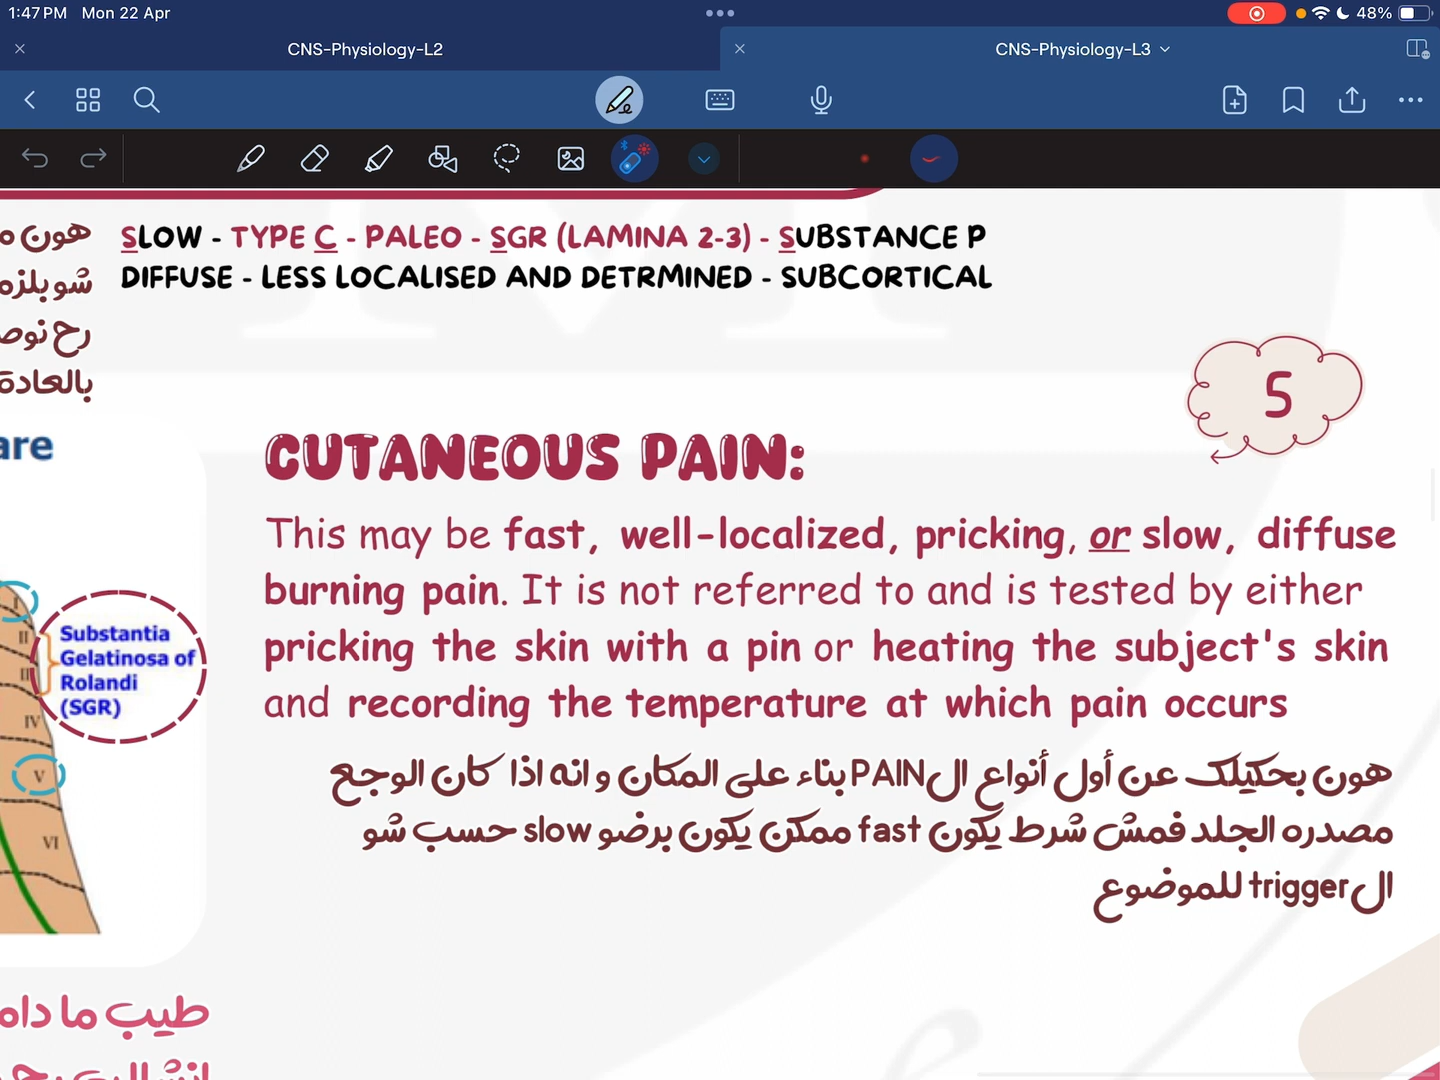 1:47 PM Mon 22 Apr
48%
CNS-Physiology-L2
CNS-Physiology-L3
SLOW - TYPE C - PALEO - SGR (LAMINA 2-3) - SUBSTANCE P
DIFFUSE - LESS LOCALISED AND DETRMINED - SUBCORTICAL
هون
شو بلزم
رح
بالعادة
are
5
CUTANEOUS PAIN:
This may be fast, well-localized, pricking, or slow, diffuse
burning pain. It is not referred to and is tested by either
pricking the skin with a pin or heating the subject's skin
and recording the temperature at which pain occurs
I
II
III
IV
V
VI
Substantia
Gelatinosa of
Rolandi
(SGR)
هون بحكيلك عن أول أنواع ال PAIN بناء على المكان و انه اذا كان الوجع
مصدره الجلد فمش شرط يكون fast ممكن يكون برضو slow حسب شو
ال trigger للموضوع
طيب ما